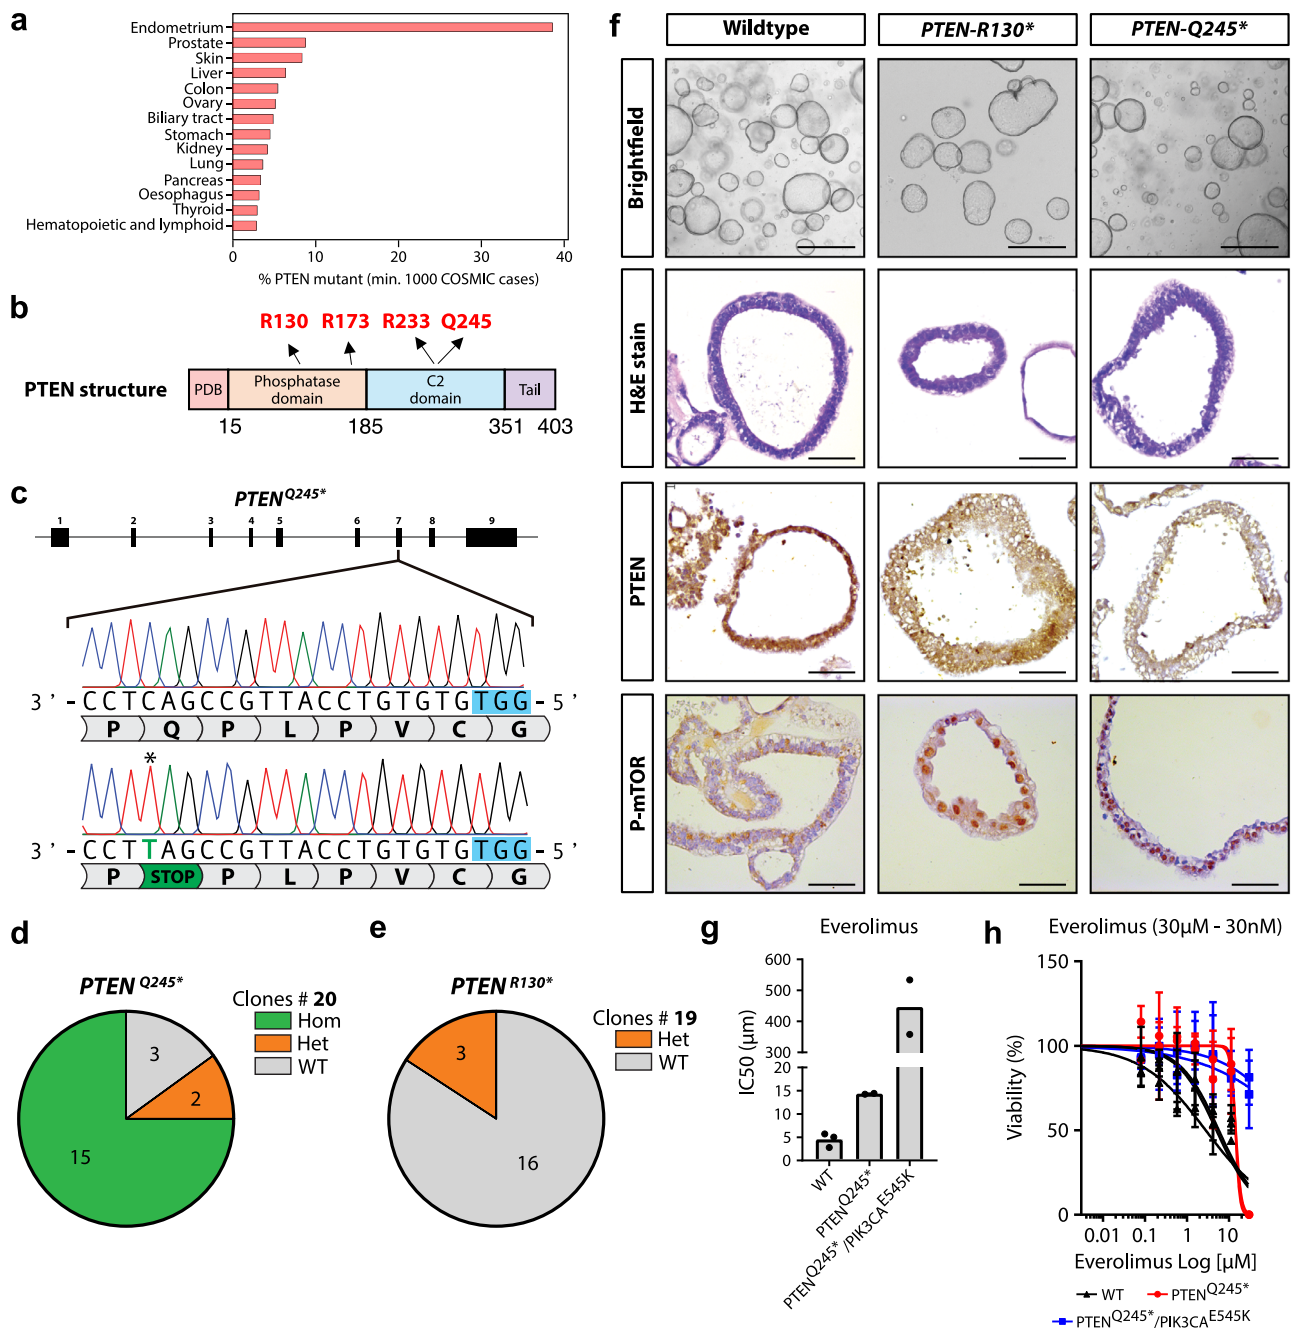 a
Endometrium
Prostate
Skin
Liver
Colon
Ovary
Biliary tract
Stomach
Kidney
Lung
Pancreas
Oesophagus
Thyroid
Hematopoietic and lymphoid
0 10 20 30 40
% PTEN mutant (min. 1000 COSMIC cases)
b
R130 R173 R233 Q245
PTEN structure
PDB
Phosphatase domain
C2 domain
Tail
15 185 351 403
c
PTEN Q245*
1 2 3 4 5 6 7 8 9
3 ' - CCTCAGCCGTTACCTGTGTGTGG - 5 '
P Q P L P V C G
*
3 ' - CCTTAGCCGTTACCTGTGTGTGG - 5 '
P STOP P L P V C G
d
PTEN Q245*
Clones # 20
Hom
Het
WT
3
2
15
e
PTEN R130*
Clones # 19
Het
WT
3
16
f
Wildtype PTEN-R130* PTEN-Q245*
Brightfield
H&E stain
PTEN
P-mTOR
g
Everolimus
IC50 (µm)
600
500
400
300
20
15
10
5
0
WT
PTEN Q245*
PTEN Q245* /PIK3CA E545K
h
Everolimus (30µM - 30nM)
Viability (%)
150
100
50
0
0.01 0.1 1 10
Everolimus Log [µM]
WT PTEN Q245*
PTEN Q245*/PIK3CA E545K